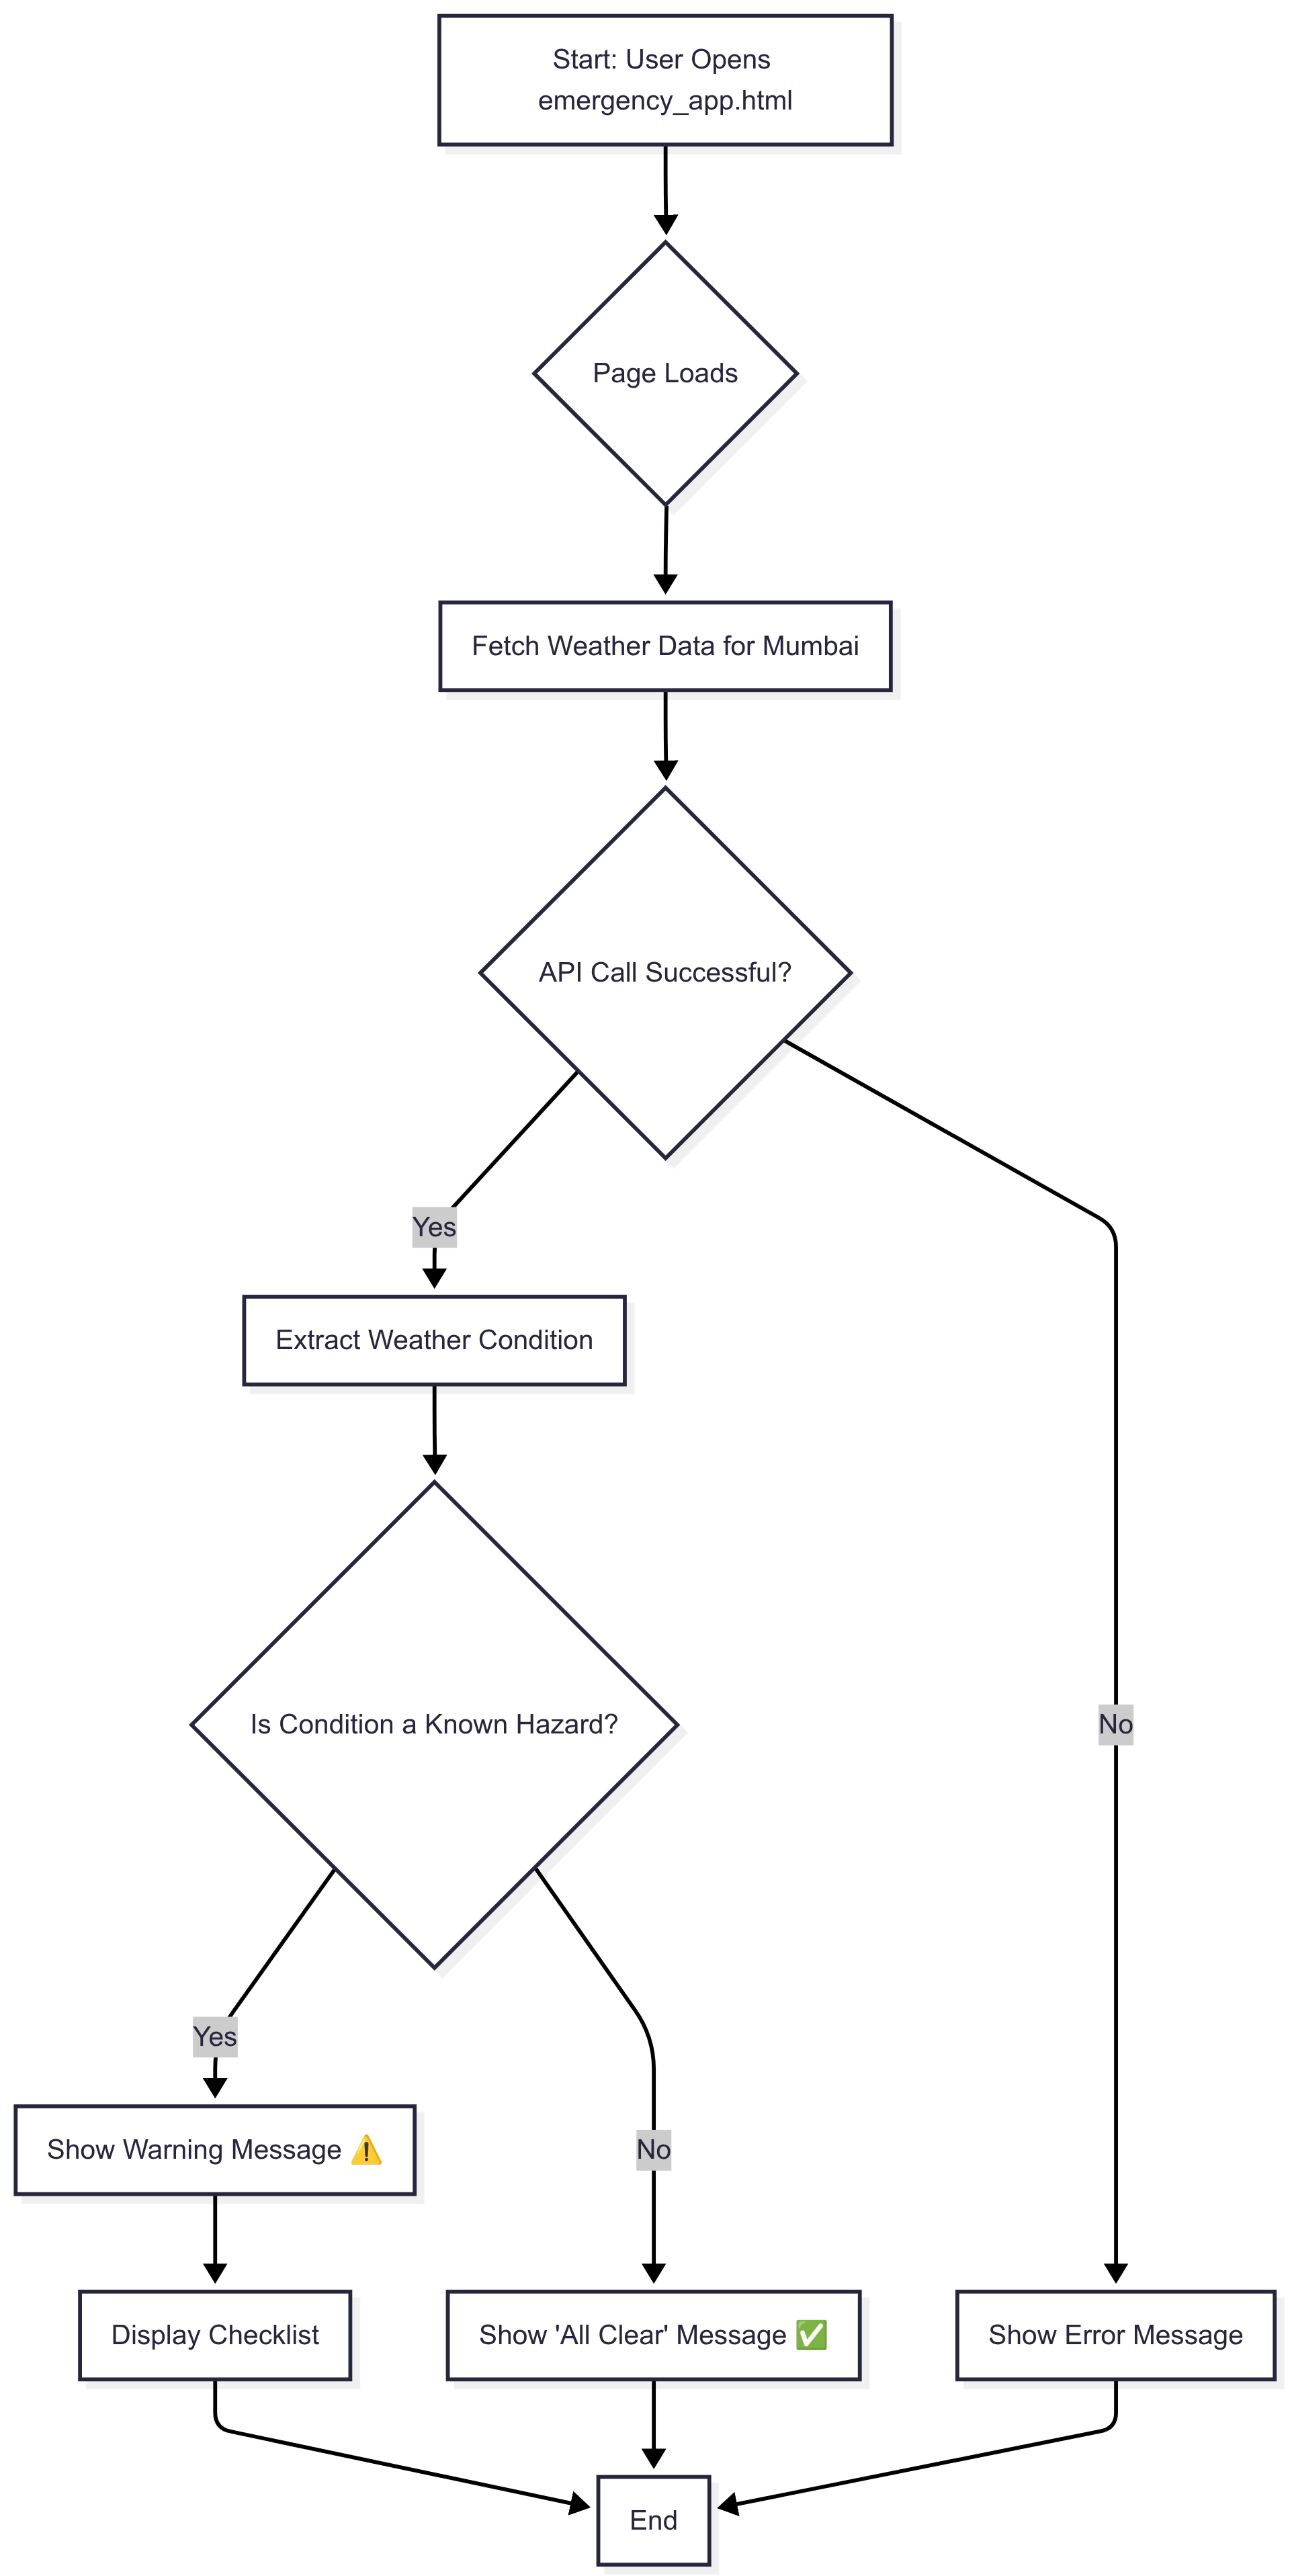 Start: User Opens
emergency_app.html
Page Loads
Fetch Weather Data for Mumbai
API Call Successful?
Yes
Extract Weather Condition
Is Condition a Known Hazard?
No
Yes
Show Warning Message ⚠️
No
Display Checklist
Show 'All Clear' Message ✅
Show Error Message
End